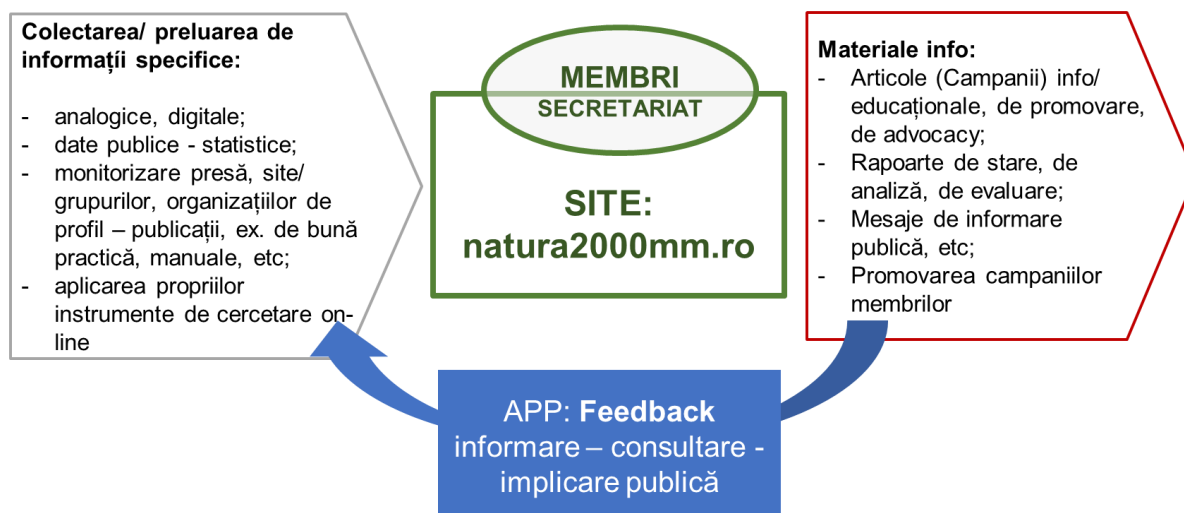 Colectarea/ preluarea de
informații specifice:
- analogice, digitale;
- date publice - statistice;
- monitorizare presă, site/
grupurilor, organizațiilor de
profil – publicații, ex. de bună
practică, manuale, etc;
- aplicarea propriilor
instrumente de cercetare on-
line
MEMBRI
SECRETARIAT
SITE:
natura2000mm.ro
Materiale info:
- Articole (Campanii) info/
educaționale, de promovare,
de advocacy;
- Rapoarte de stare, de
analiză, de evaluare;
- Mesaje de informare
publică, etc
- Promovarea campaniilor
membrilor
APP: Feedback
informare – consultare -
implicare publică